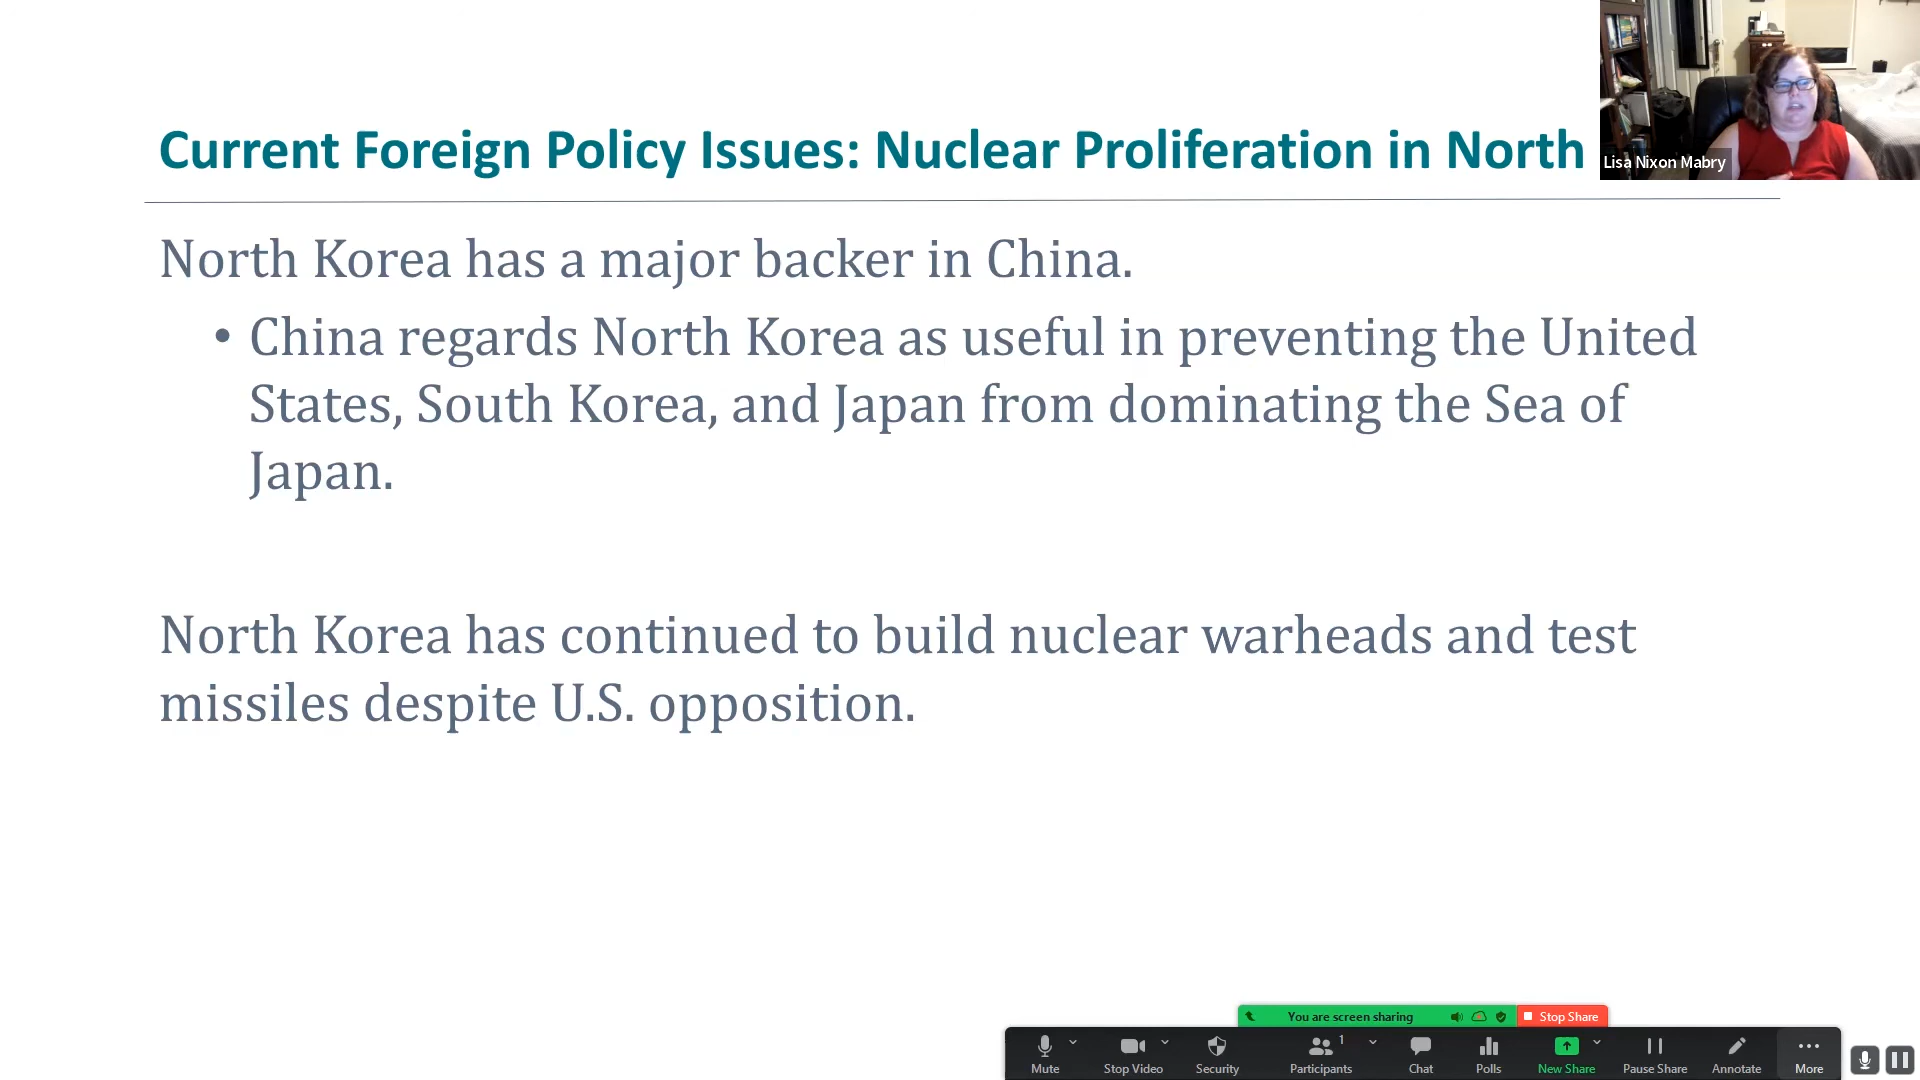 Current Foreign Policy Issues: Nuclear Proliferation in North
Lisa Nixon Mabry
North Korea has a major backer in China.
• China regards North Korea as useful in preventing the United
States, South Korea, and Japan from dominating the Sea of
Japan.
North Korea has continued to build nuclear warheads and test
missiles despite U.S. opposition.
You are screen sharing
Stop Share
Mute
Stop Video
Security
1
Participants
Chat
Polls
New Share
Pause Share
Annotate
More